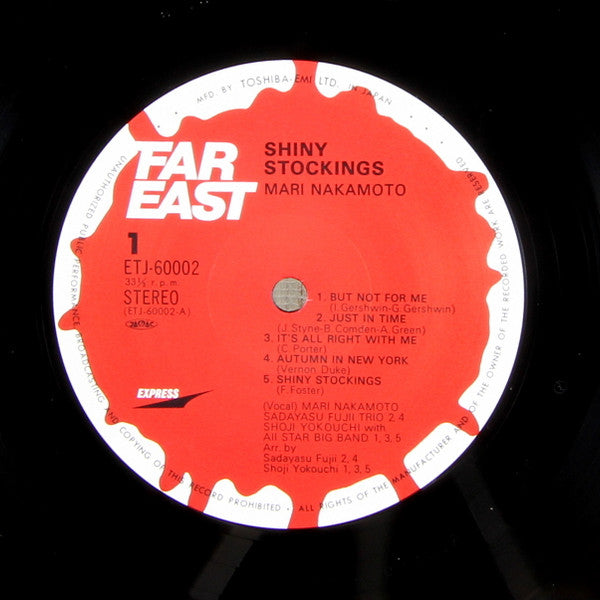 MFD. BY TOSHIBA-EMI LTD. IN JAPAN
FAR
EAST
SHINY
STOCKINGS
MARI NAKAMOTO
1
ETJ-60002
33⅓ r.p.m.
STEREO
(ETJ-60002-A)
EXPRESS
1. BUT NOT FOR ME
(I. Gershwin-G. Gershwin)
2. JUST IN TIME
(J. Styne-B. Comden-A. Green)
3. IT'S ALL RIGHT WITH ME
(C. Porter)
4. AUTUMN IN NEW YORK
(Vernon Duke)
5. SHINY STOCKINGS
(F. Foster)
(Vocal) MARI NAKAMOTO
SADAYASU FUJII TRIO 2, 4
SHOJI YOKOUCHI with
All STAR BIG BAND 1, 3, 5
Arr. by
Sadayasu Fujii 2, 4
Shoji Yokouchi 1, 3, 5
UNAUTHORIZED PUBLIC PERFORMANCE BROADCASTING AND COPYING OF THIS RECORD PROHIBITED • ALL RIGHTS OF THE MANUFACTURER AND OF THE OWNER OF THE RECORDED WORK ARE RESERVED